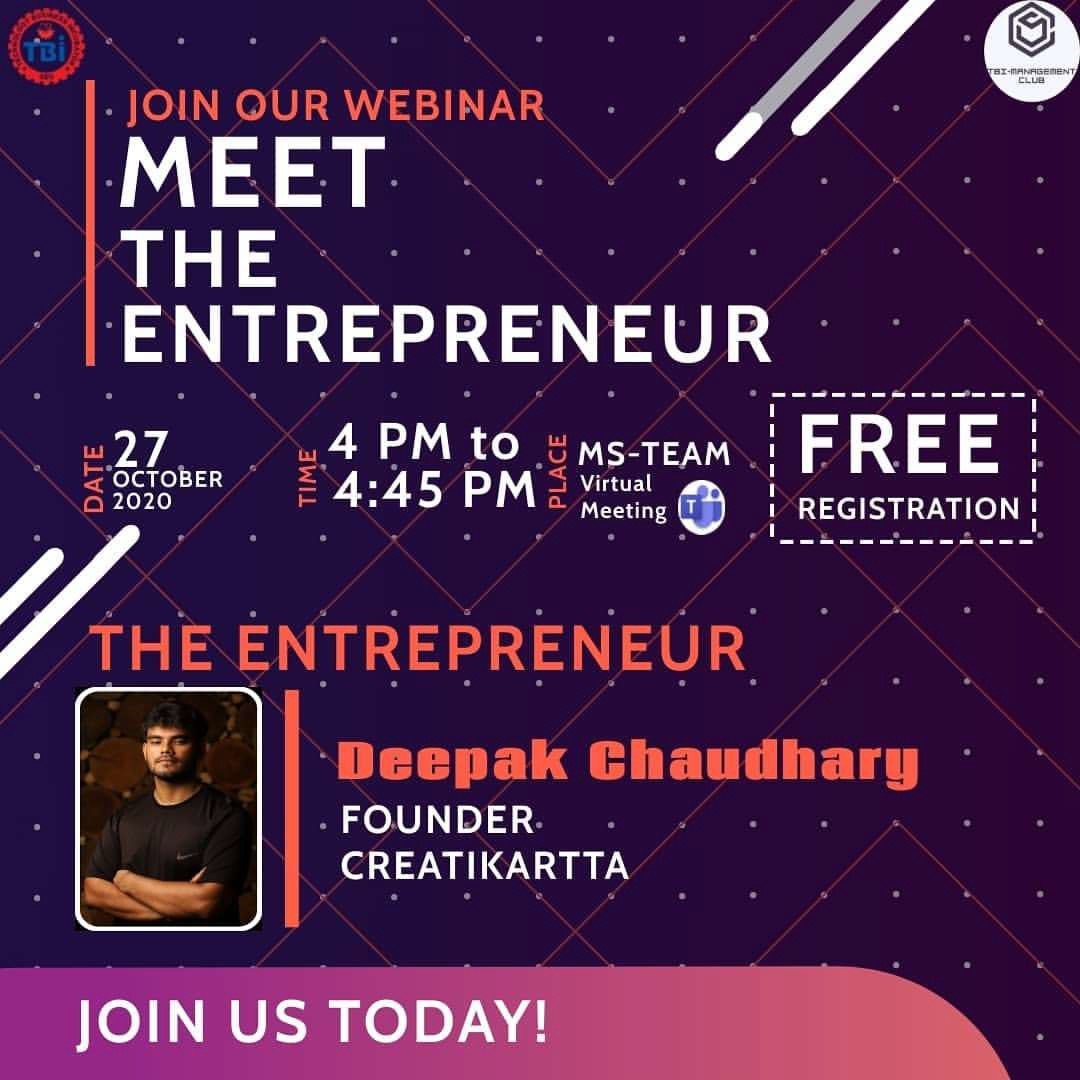 TBi
TBI-MANAGEMENT
CLUB
JOIN OUR WEBINAR
MEET
THE
ENTREPRENEUR
DATE
27
OCTOBER
2020
TIME
4 PM to
4:45 PM
PLACE
MS-TEAM
Virtual
Meeting
T
FREE
REGISTRATION
THE ENTREPRENEUR
Deepak Chaudhary
FOUNDER
CREATIKARTTA
JOIN US TODAY!